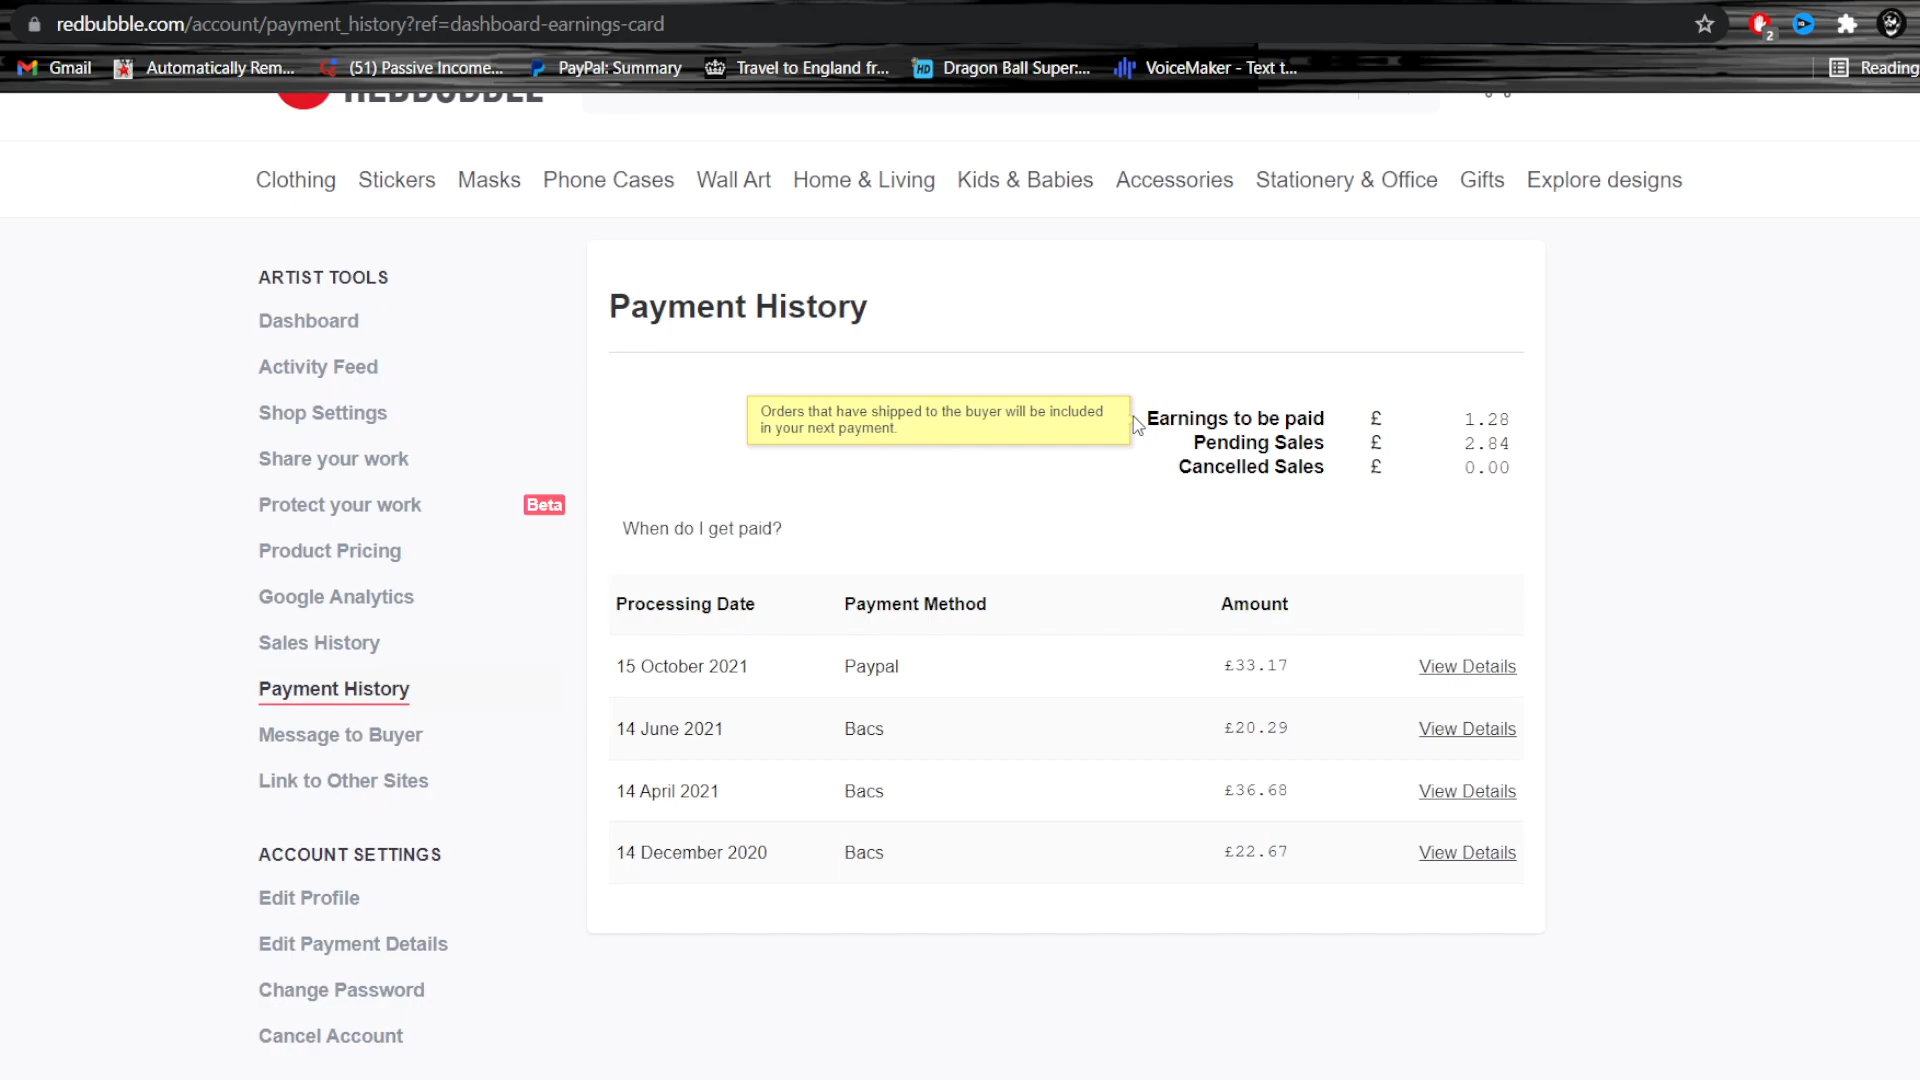 redbubble.com/account/payment_history?ref=dashboard-earnings-card
2
Gmail
Automatically Rem...
(51) Passive Income...
PayPal: Summary
Travel to England fr...
Dragon Ball Super:...
VoiceMaker - Text t...
Reading
REDBUBBLE
Clothing Stickers Masks Phone Cases Wall Art Home & Living Kids & Babies Accessories Stationery & Office Gifts Explore designs
ARTIST TOOLS
Dashboard
Activity Feed
Shop Settings
Share your work
Protect your work Beta
Product Pricing
Google Analytics
Sales History
Payment History
Message to Buyer
Link to Other Sites
ACCOUNT SETTINGS
Edit Profile
Edit Payment Details
Change Password
Cancel Account
Payment History
Orders that have shipped to the buyer will be included
in your next payment.
Earnings to be paid £ 1.28
Pending Sales £ 2.84
Cancelled Sales £ 0.00
When do I get paid?
Processing Date Payment Method Amount
15 October 2021 Paypal £33.17 View Details
14 June 2021 Bacs £20.29 View Details
14 April 2021 Bacs £36.68 View Details
14 December 2020 Bacs £22.67 View Details